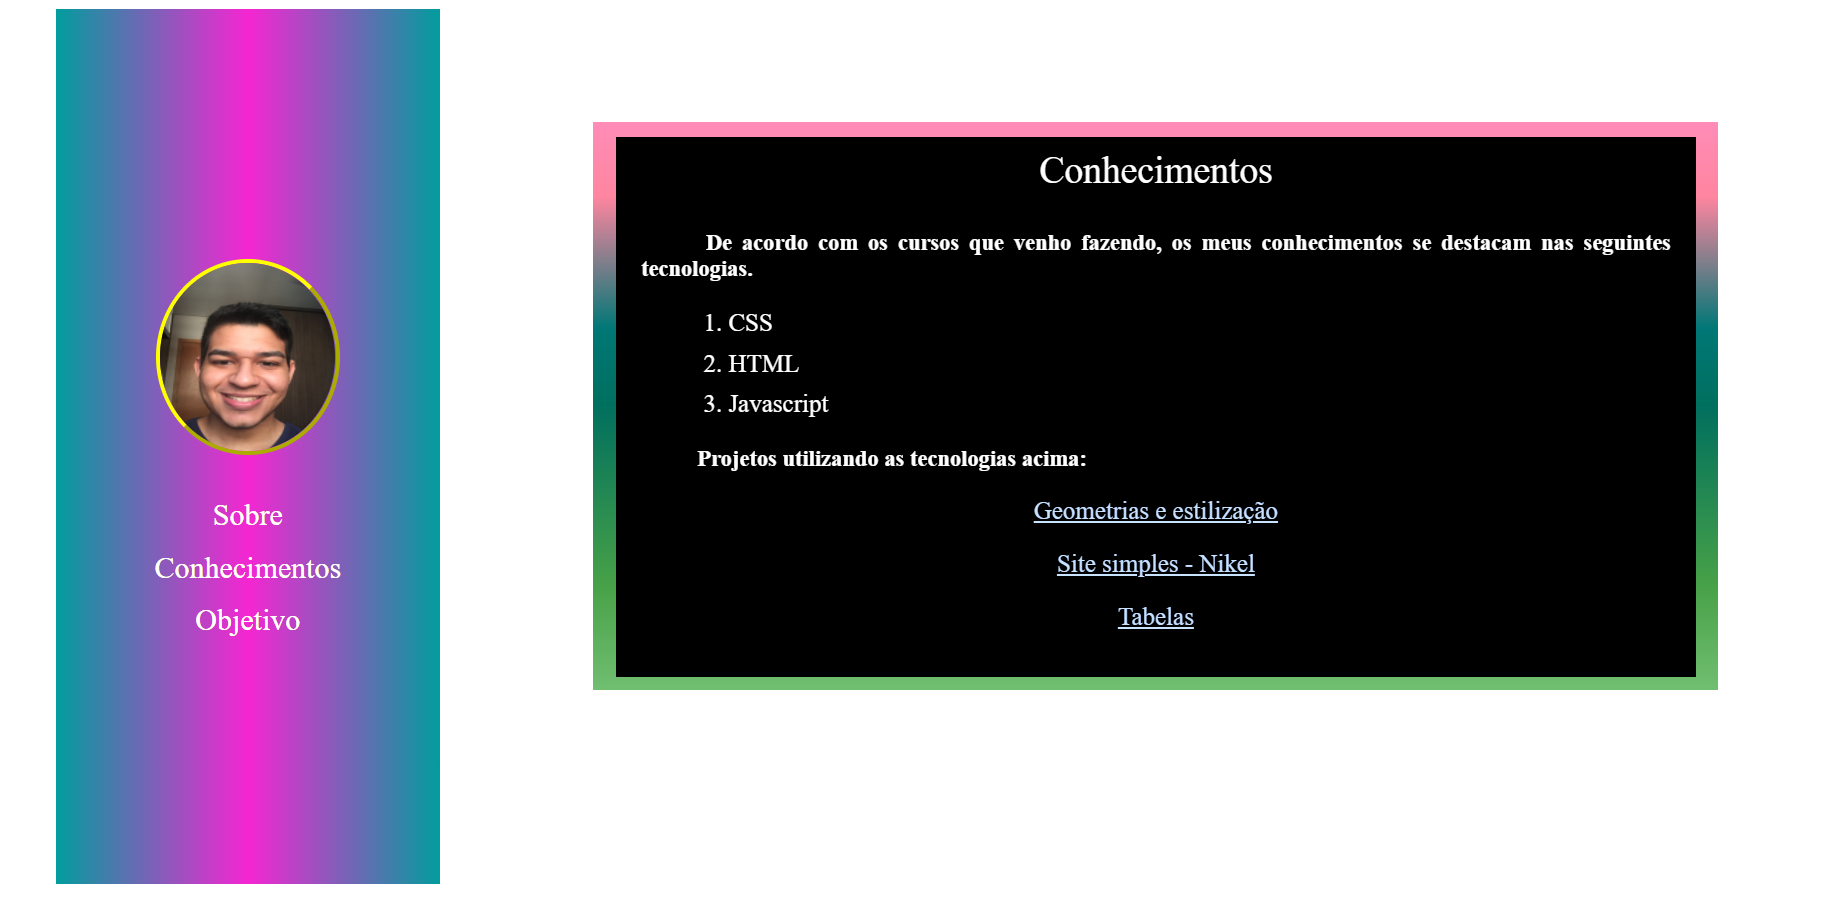 Sobre
Conhecimentos
Objetivo
Conhecimentos
De acordo com os cursos que venho fazendo, os meus conhecimentos se destacam nas seguintes
tecnologias.
1. CSS
2. HTML
3. Javascript
Projetos utilizando as tecnologias acima:
Geometrias e estilização
Site simples - Nikel
Tabelas